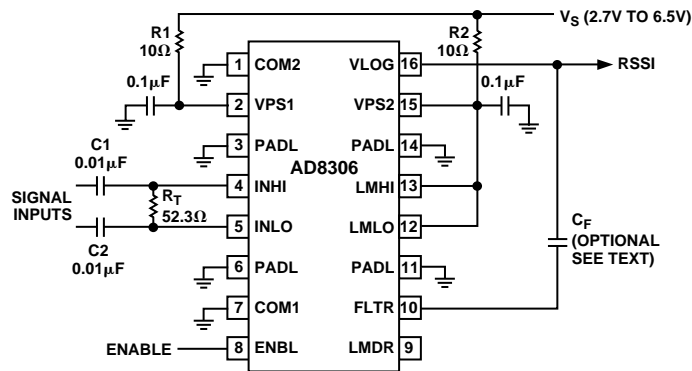 VS (2.7V TO 6.5V)
R1
10Ω
R2
10Ω
0.1μF
1 COM2
VLOG 16
RSSI
0.1μF
2 VPS1
VPS2 15
3 PADL
PADL 14
AD8306
C1
0.01μF
4 INHI
LMHI 13
SIGNAL
INPUTS
RT
52.3Ω
5 INLO
LMLO 12
C2
0.01μF
CF
(OPTIONAL
SEE TEXT)
6 PADL
PADL 11
7 COM1
FLTR 10
ENABLE
8 ENBL
LMDR 9